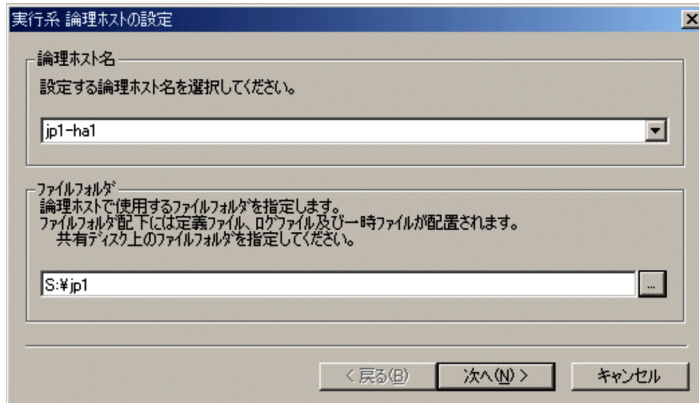 実行系 論理ホストの設定
論理ホスト名
設定する論理ホスト名を選択してください。
jp1-ha1
ファイルフォルダ
論理ホストで使用するファイルフォルダを指定します。
ファイルフォルダ配下には定義ファイル、ログファイル及び一時ファイルが配置されます。
共有ディスク上のファイルフォルダを指定してください。
S:¥jp1
...
< 戻る(B)
次へ(N) >
キャンセル